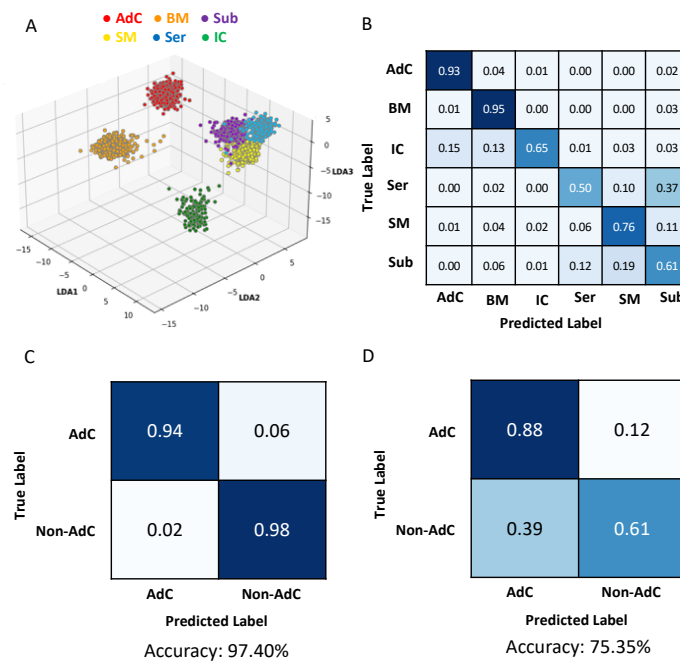 A
AdC BM Sub
SM Ser IC
5
0
−5
−10
−15
LDA3
−15
−10
−5
0
5
10
LDA1
−15
−10
−5
0
5
LDA2
B
True Label
AdC 0.93 0.04 0.01 0.00 0.00 0.02
BM 0.01 0.95 0.00 0.00 0.00 0.03
IC 0.15 0.13 0.65 0.01 0.03 0.03
Ser 0.00 0.02 0.00 0.50 0.10 0.37
SM 0.01 0.04 0.02 0.06 0.76 0.11
Sub 0.00 0.06 0.01 0.12 0.19 0.61
AdC BM IC Ser SM Sub
Predicted Label
C
True Label
AdC 0.94 0.06
Non-AdC 0.02 0.98
AdC Non-AdC
Predicted Label
Accuracy: 97.40%
D
True Label
AdC 0.88 0.12
Non-AdC 0.39 0.61
AdC Non-AdC
Predicted Label
Accuracy: 75.35%